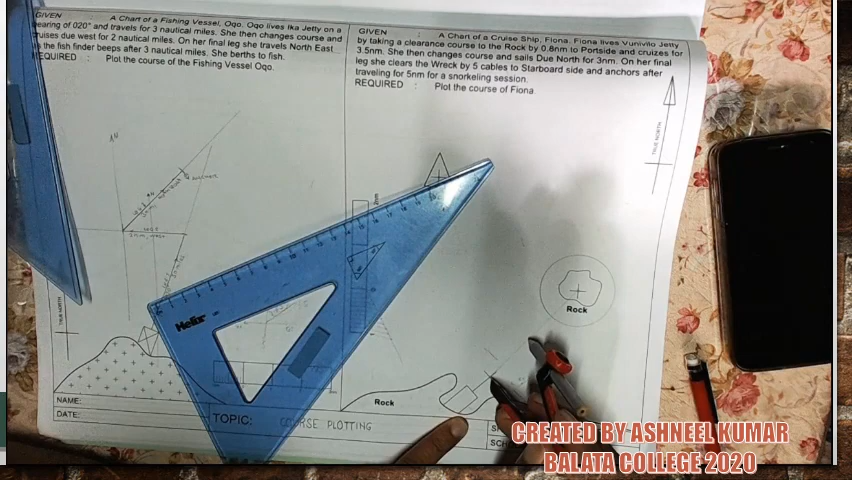 GIVEN A Chart of a Fishing Vessel, Oqo. Oqo lives Ika Jetty on a
bearing of 020° and travels for 3 nautical miles. She then changes course and
cruises due west for 2 nautical miles. On her final leg she travels North East
as the fish finder beeps after 3 nautical miles. She berths to fish.
REQUIRED : Plot the course of the Fishing Vessel Oqo.
GIVEN : A Chart of a Cruise Ship, Fiona. Fiona lives Vunivilo Jetty
by taking a clearance course to the Rock by 0.8nm to Portside and cruizes for
3.5nm. She then changes course and sails Due North for 3nm. On her final
leg she clears the Wreck by 5 cables to Starboard side and anchors after
traveling for 5nm for a snorkeling session.
REQUIRED : Plot the course of Fiona
TRUE NORTH
TRUE NORTH
Helix
Rock
Rock
NAME:
DATE:
TOPIC: COURSE PLOTTING
CREATED BY ASHNEEL KUMAR
BALATA COLLEGE 2020